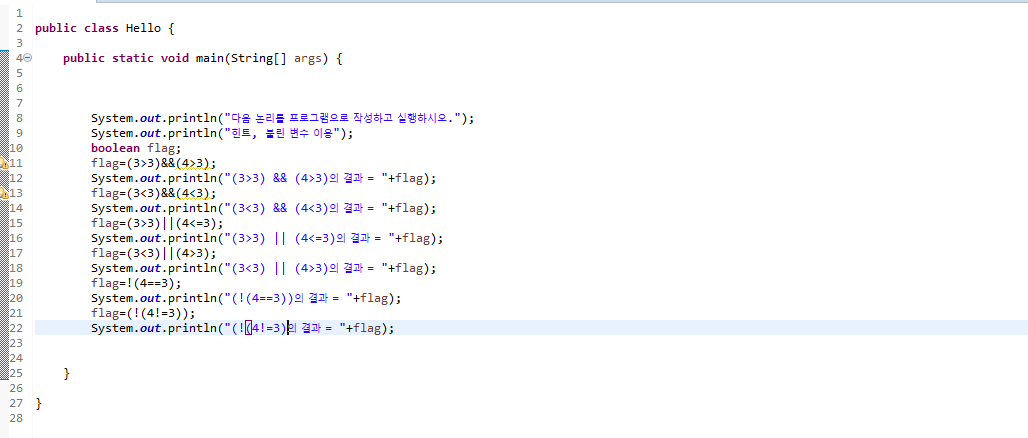 1
2 public class Hello {
3
4 public static void main(String[] args) {
5
6
7
8 System.out.println("다음 논리를 프로그램으로 작성하고 실행하시오.");
9 System.out.println("힌트, 불린 변수 이용");
10 boolean flag;
11 flag=(3>3)&&(4>3);
12 System.out.println("(3>3) && (4>3)의 결과 = "+flag);
13 flag=(3<3)&&(4<3);
14 System.out.println("(3<3) && (4<3)의 결과 = "+flag);
15 flag=(3>3)||(4<=3);
16 System.out.println("(3>3) || (4<=3)의 결과 = "+flag);
17 flag=(3<3)||(4>3);
18 System.out.println("(3<3) || (4>3)의 결과 = "+flag);
19 flag=!(4==3);
20 System.out.println("(!(4==3))의 결과 = "+flag);
21 flag=(!(4!=3));
22 System.out.println("(!(4!=3)의 결과 = "+flag);
23
24
25 }
26
27 }
28